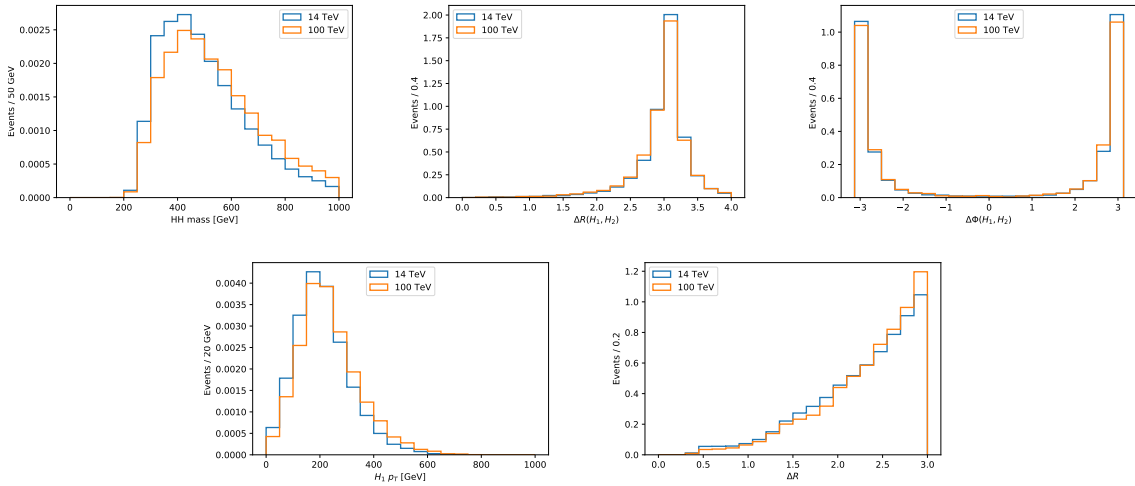 14 TeV
100 TeV
Events / 50 GeV
0.0025
0.0020
0.0015
0.0010
0.0005
0.0000
0 200 400 600 800 1000
HH mass [GeV]
14 TeV
100 TeV
Events / 0.4
2.00
1.75
1.50
1.25
1.00
0.75
0.50
0.25
0.00
0.0 0.5 1.0 1.5 2.0 2.5 3.0 3.5 4.0
ΔR(H₁, H₂)
14 TeV
100 TeV
Events / 0.4
1.0
0.8
0.6
0.4
0.2
0.0
−3 −2 −1 0 1 2 3
ΔΦ(H₁, H₂)
14 TeV
100 TeV
Events / 20 GeV
0.0040
0.0035
0.0030
0.0025
0.0020
0.0015
0.0010
0.0005
0.0000
0 200 400 600 800 1000
H₁ p_T [GeV]
14 TeV
100 TeV
Events / 0.2
1.2
1.0
0.8
0.6
0.4
0.2
0.0
0.0 0.5 1.0 1.5 2.0 2.5 3.0
ΔR